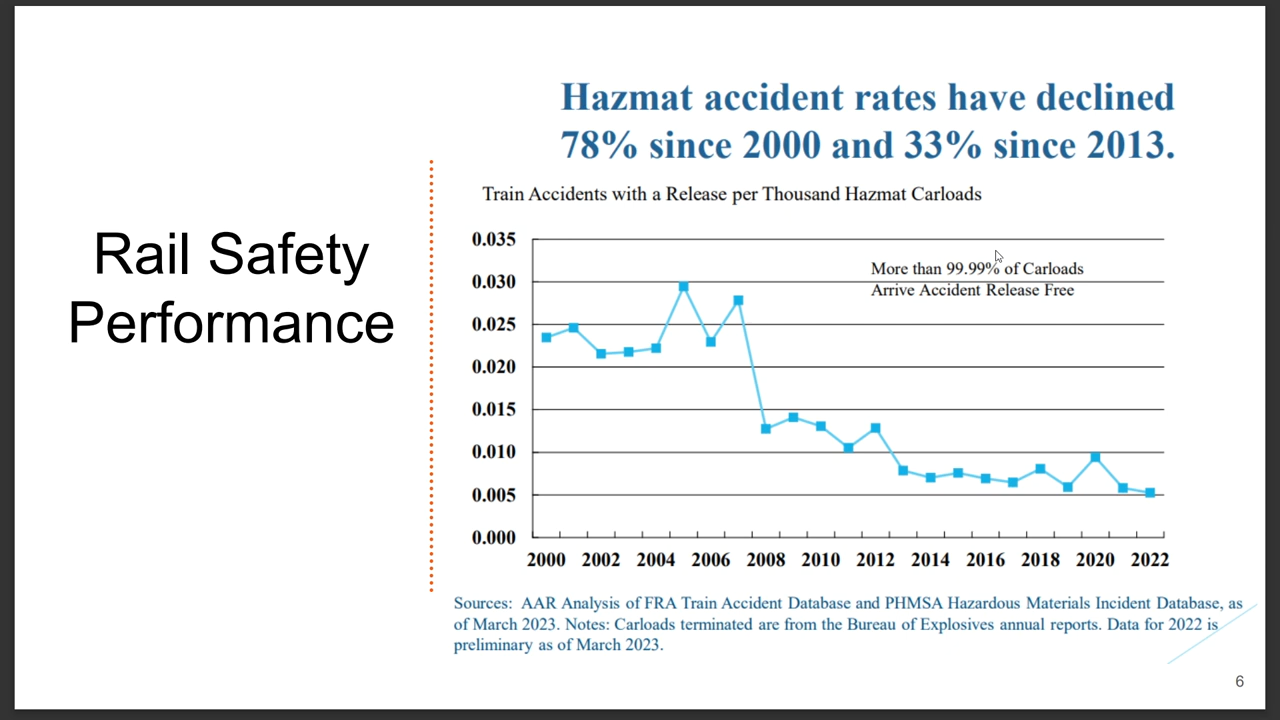 Rail Safety
Performance
Hazmat accident rates have declined
78% since 2000 and 33% since 2013.
Train Accidents with a Release per Thousand Hazmat Carloads
0.035
0.030
0.025
0.020
0.015
0.010
0.005
0.000
More than 99.99% of Carloads
Arrive Accident Release Free
2000 2002 2004 2006 2008 2010 2012 2014 2016 2018 2020 2022
Sources: AAR Analysis of FRA Train Accident Database and PHMSA Hazardous Materials Incident Database, as
of March 2023. Notes: Carloads terminated are from the Bureau of Explosives annual reports. Data for 2022 is
preliminary as of March 2023.
6